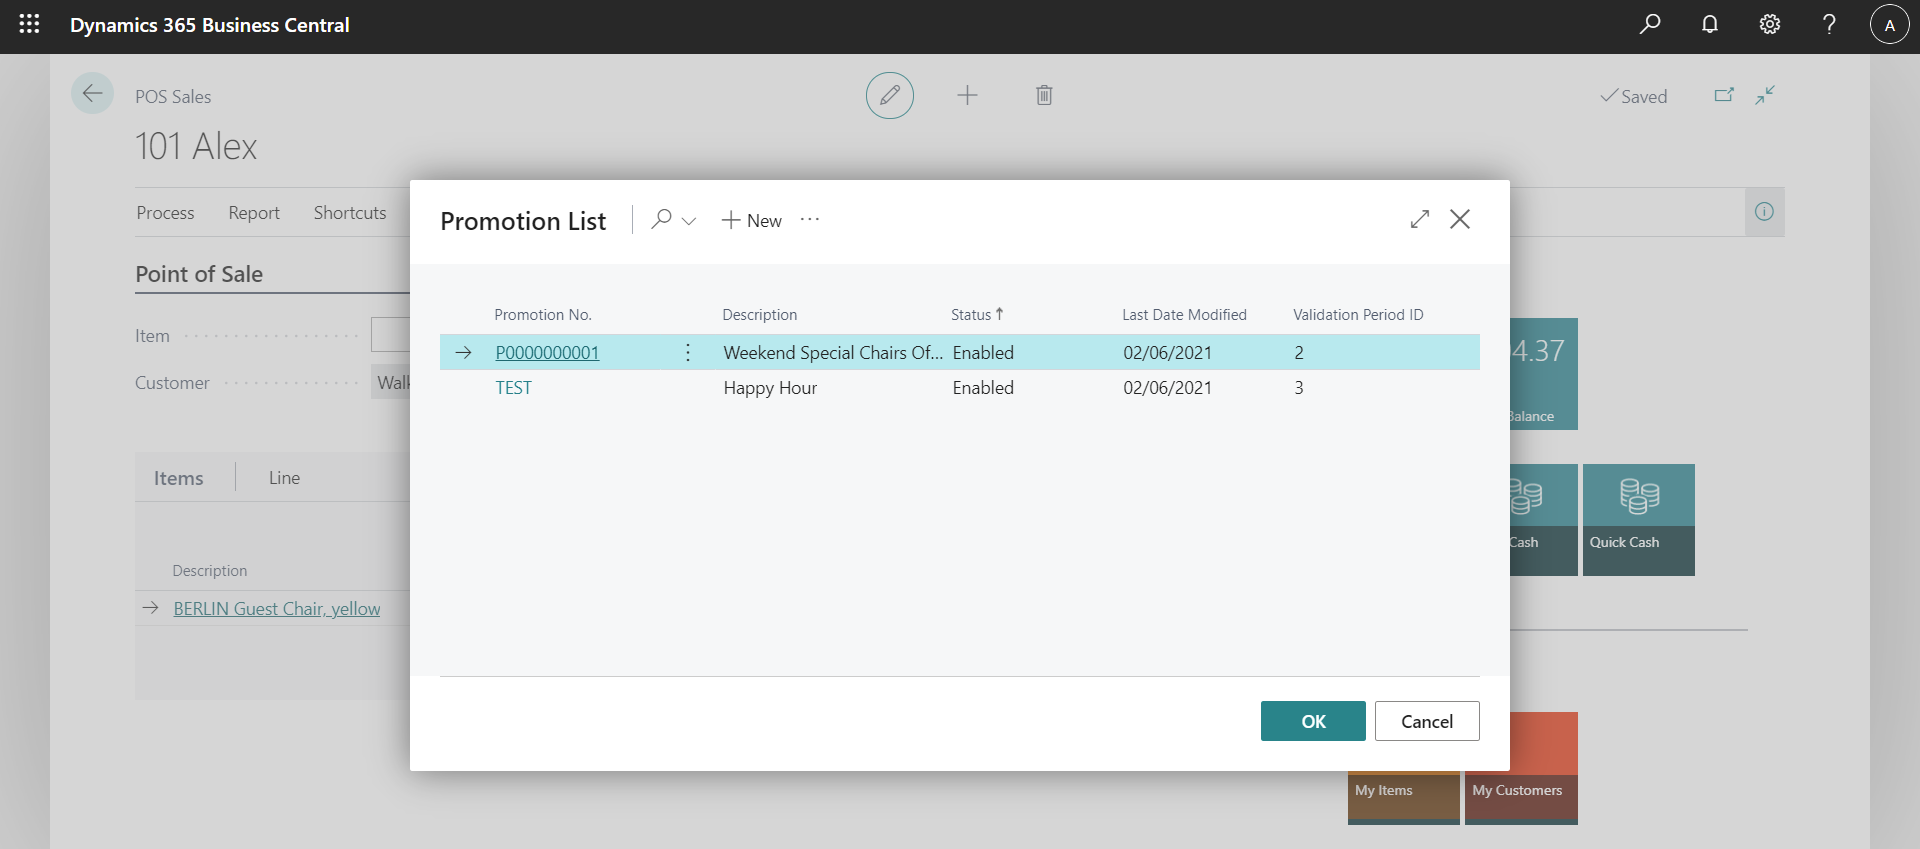 Dynamics 365 Business Central
A
POS Sales
Saved
101 Alex
Process Report Shortcuts
Point of Sale
Item
Customer
Items Line
Description
BERLIN Guest Chair, yellow
Promotion List
New
Promotion No. Description Status Last Date Modified Validation Period ID
P0000000001 Weekend Special Chairs Of... Enabled 02/06/2021 2
TEST Happy Hour Enabled 02/06/2021 3
OK Cancel
4.37
Balance
Cash
Quick Cash
My Items
My Customers